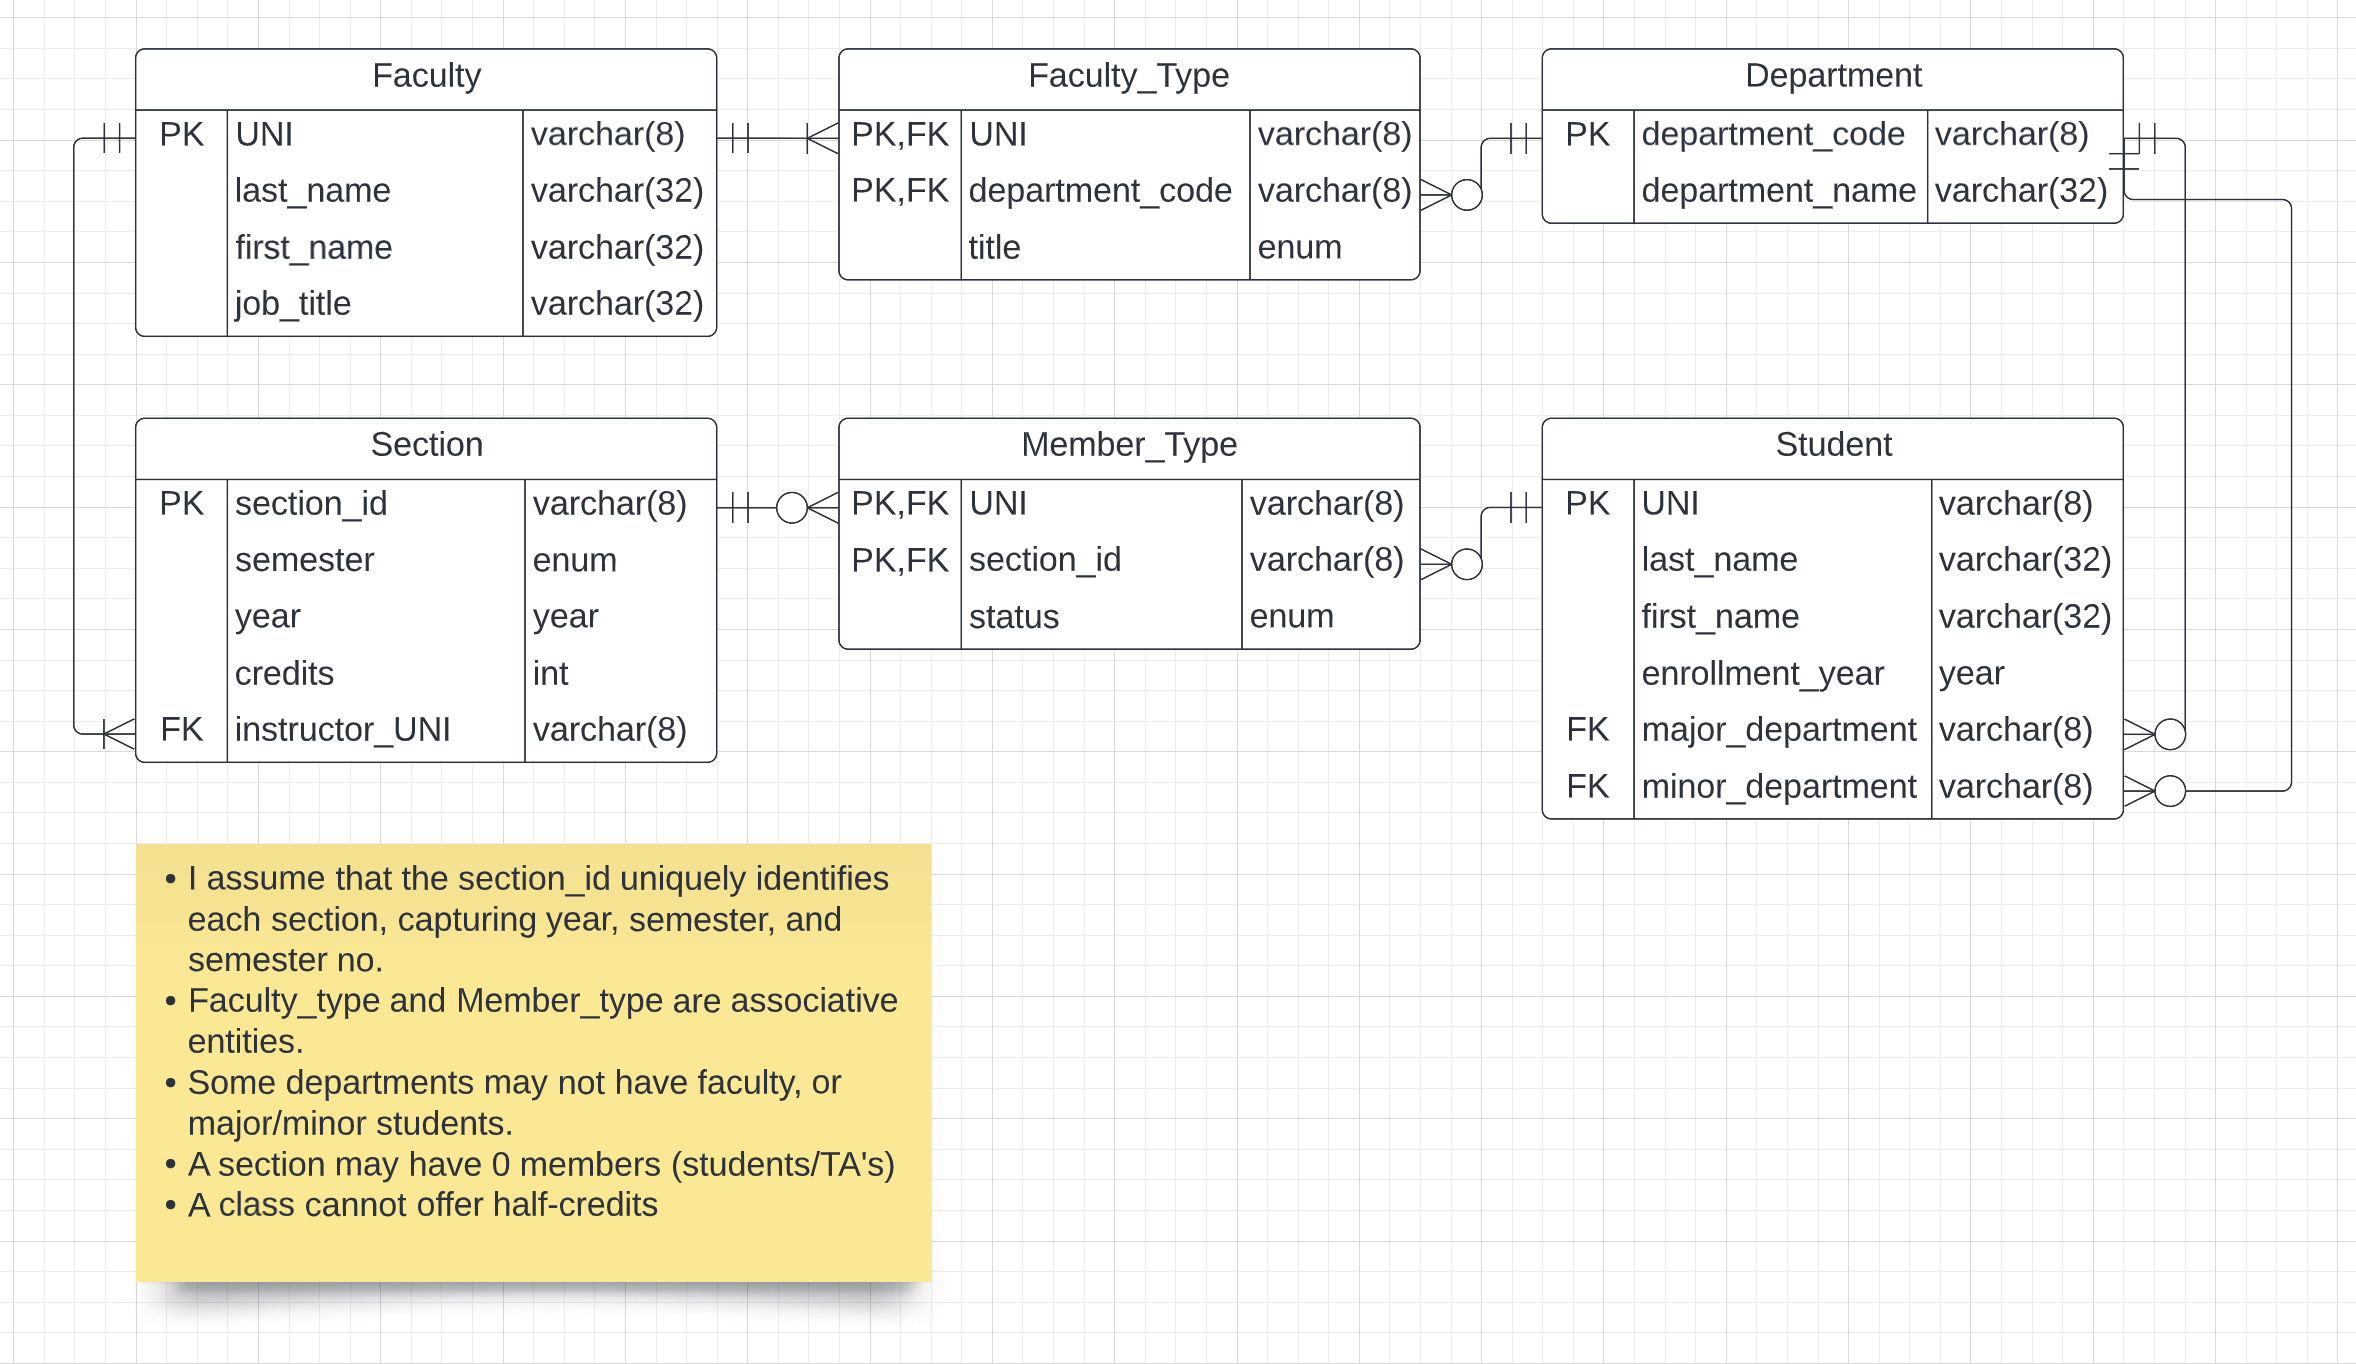 Faculty
PK UNI varchar(8)
last_name varchar(32)
first_name varchar(32)
job_title varchar(32)
Faculty_Type
PK,FK UNI varchar(8)
PK,FK department_code varchar(8)
title enum
Department
PK department_code varchar(8)
department_name varchar(32)
Section
PK section_id varchar(8)
semester enum
year year
credits int
FK instructor_UNI varchar(8)
Member_Type
PK,FK UNI varchar(8)
PK,FK section_id varchar(8)
status enum
Student
PK UNI varchar(8)
last_name varchar(32)
first_name varchar(32)
enrollment_year year
FK major_department varchar(8)
FK minor_department varchar(8)
• I assume that the section_id uniquely identifies
each section, capturing year, semester, and
semester no.
• Faculty_type and Member_type are associative
entities.
• Some departments may not have faculty, or
major/minor students.
• A section may have 0 members (students/TA's)
• A class cannot offer half-credits